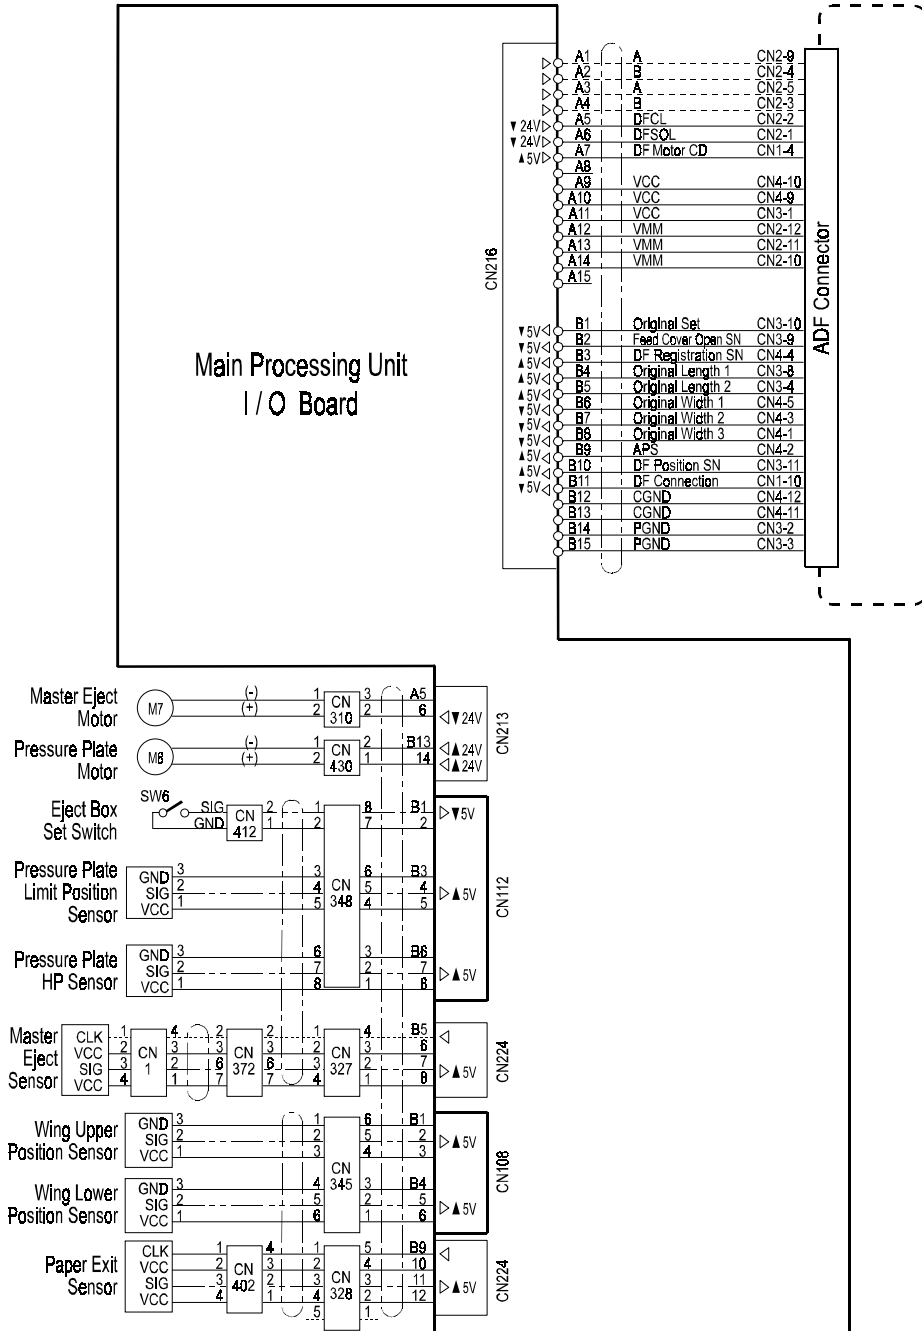 A1 A CN2-9
A2 B CN2-4
A3 A CN2-5
A4 B CN2-3
▼24V A5 DFCL CN2-2
▼24V A6 DFSOL CN2-1
▲5V A7 DF Motor CD CN1-4
A8
A9 VCC CN4-10
A10 VCC CN4-9
A11 VCC CN3-1
A12 VMM CN2-12
A13 VMM CN2-11
A14 VMM CN2-10
A15
CN216
ADF Connector
▼5V B1 Original Set CN3-10
▼5V B2 Feed Cover Open SN CN3-9
▲5V B3 DF Registration SN CN4-4
▲5V B4 Original Length 1 CN3-8
▲5V B5 Original Length 2 CN3-4
▼5V B6 Original Width 1 CN4-5
▼5V B7 Original Width 2 CN4-3
▼5V B8 Original Width 3 CN4-1
▲5V B9 APS CN4-2
▲5V B10 DF Position SN CN3-11
▼5V B11 DF Connection CN1-10
B12 CGND CN4-12
B13 CGND CN4-11
B14 PGND CN3-2
B15 PGND CN3-3
Main Processing Unit
I / O Board
Master Eject
Motor
M7
(-) 1 CN 3 A5
(+) 2 310 2 6 ▼24V
CN213
Pressure Plate
Motor
M8
(-) 1 CN 2 B13 ▲24V
(+) 2 430 1 14 ▲24V
Eject Box
Set Switch
SW6
SIG 2 1 8 B1 ▼5V
GND CN 412 1 2 7 2
Pressure Plate
Limit Position
Sensor
GND 3 3 6 B3
SIG 2 4 CN 5 4 ▲5V
VCC 1 5 348 4 5
CN112
Pressure Plate
HP Sensor
GND 3 6 3 B6
SIG 2 7 2 7 ▲5V
VCC 1 8 1 8
Master
Eject
Sensor
CLK 1 4 2 2 1 4 B5
VCC 2 CN 3 3 CN 3 2 CN 3 6
SIG 3 1 2 6 372 6 3 327 2 7 ▲5V
VCC 4 1 7 7 4 1 8
CN224
Wing Upper
Position Sensor
GND 3 1 6 B1
SIG 2 2 5 2 ▲5V
VCC 1 3 4 3
CN
345
CN108
Wing Lower
Position Sensor
GND 3 4 3 B4
SIG 2 5 2 5 ▲5V
VCC 1 6 1 6
Paper Exit
Sensor
CLK 1 4 1 5 B9
VCC 2 CN 3 2 CN 4 10
SIG 3 402 2 3 328 3 11 ▲5V
VCC 4 1 4 2 12
5 1
CN224